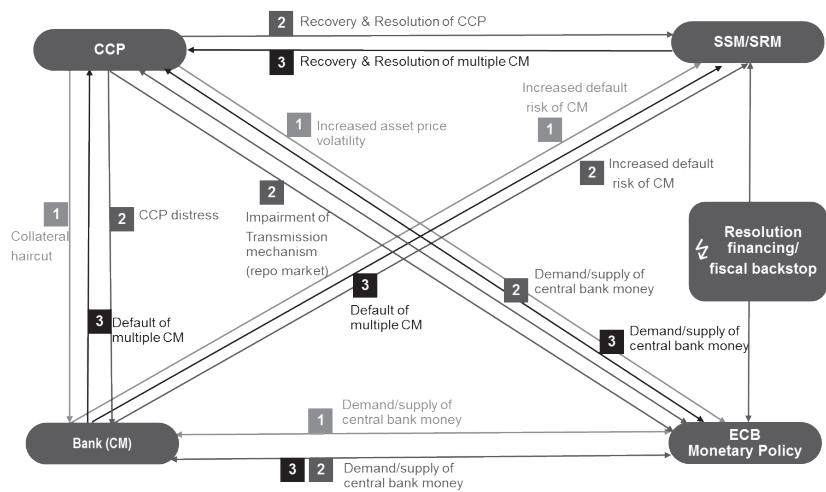 2 Recovery & Resolution of CCP
CCP
SSM/SRM
3 Recovery & Resolution of multiple CM
Increased default
risk of CM
1
1 Increased asset price
volatility
2 Increased default
risk of CM
2
Impairment of
Transmission
mechanism
(repo market)
1
Collateral
haircut
2 CCP distress
Resolution
financing/
fiscal backstop
3
Default of
multiple CM
2 Demand/supply of
central bank money
3 Default of
multiple CM
3 Demand/supply of
central bank money
1 Demand/supply of
central bank money
Bank (CM)
ECB
Monetary Policy
3 2 Demand/supply of
central bank money